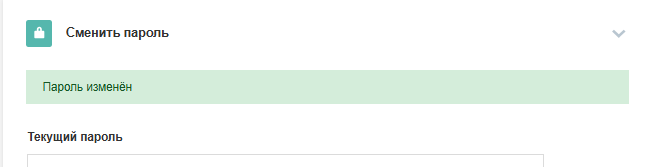 Сменить пароль
Пароль изменён
Текущий пароль